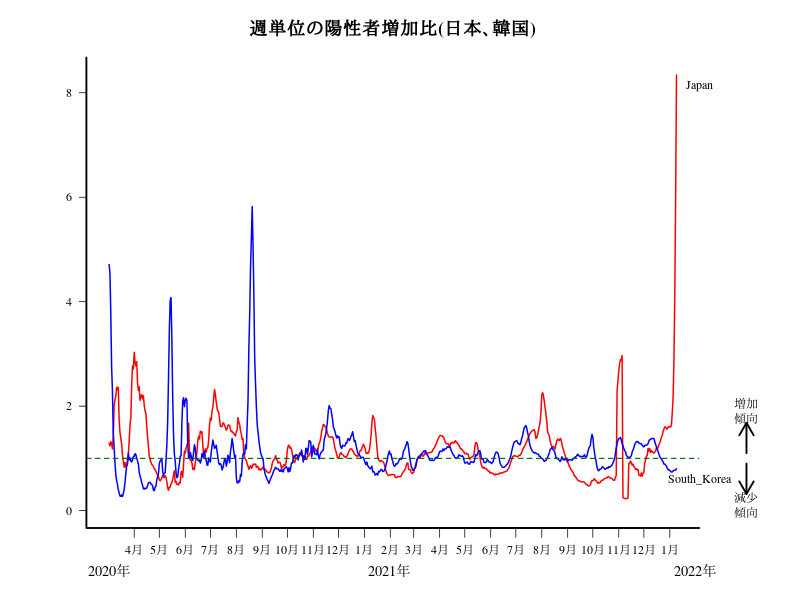 週単位の陽性者増加比(日本、韓国)
8
6
4
2
0
Japan
South_Korea
増加
傾向
減少
傾向
4月 5月 6月 7月 8月 9月 10月 11月 12月 1月 2月 3月 4月 5月 6月 7月 8月 9月 10月 11月 12月 1月
2020年 2021年 2022年